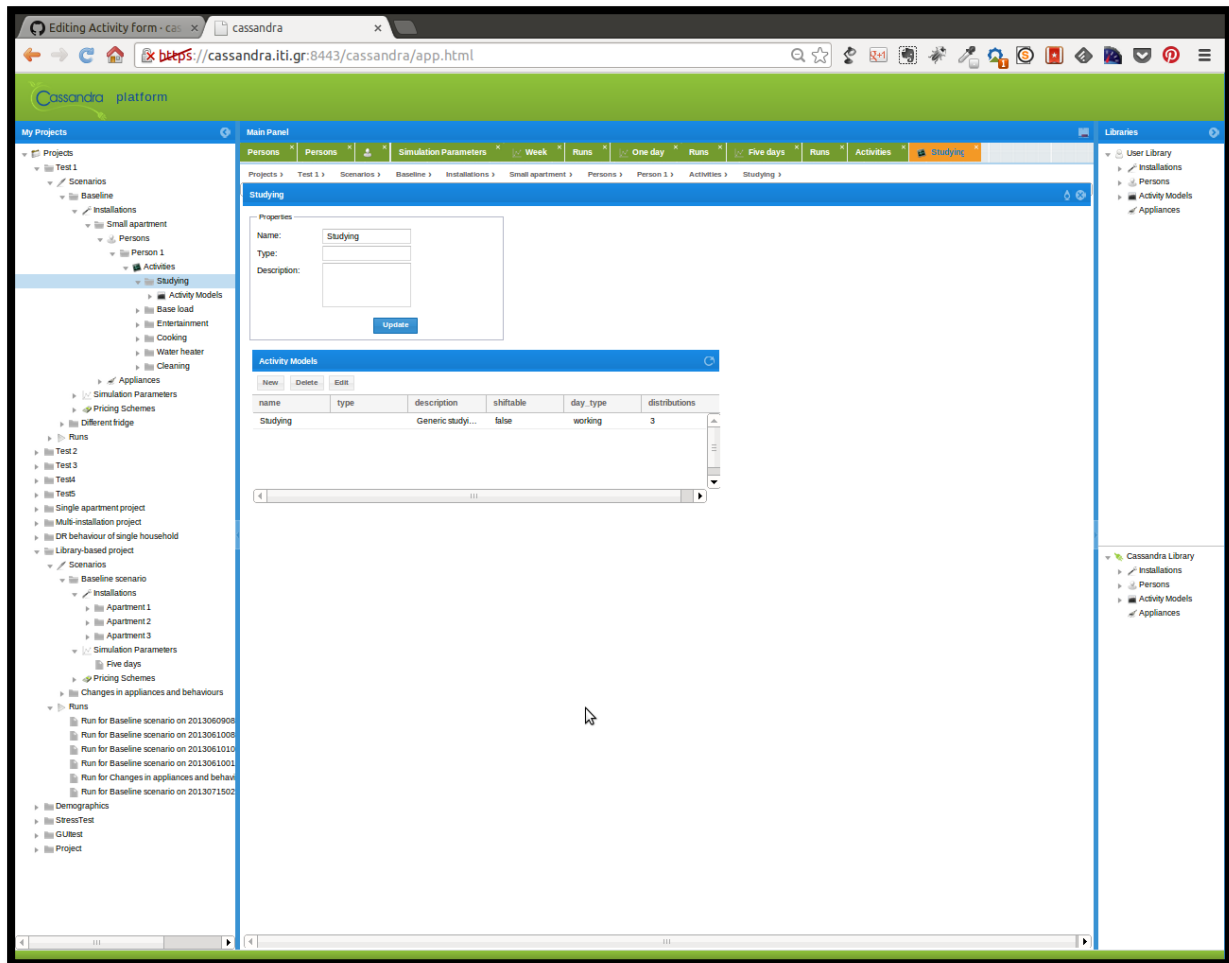 Editing Activity form · cas
cassandra
https://cassandra.iti.gr:8443/cassandra/app.html
Cassandra platform
My Projects
Projects
Test 1
Scenarios
Baseline
Installations
Small apartment
Persons
Person 1
Activities
Studying
Activity Models
Base load
Entertainment
Cooking
Water heater
Cleaning
Appliances
Simulation Parameters
Pricing Schemes
Different fridge
Runs
Test 2
Test 3
Test4
Test5
Single apartment project
Multi-installation project
DR behaviour of single household
Library-based project
Scenarios
Baseline scenario
Installations
Apartment 1
Apartment 2
Apartment 3
Simulation Parameters
Five days
Pricing Schemes
Changes in appliances and behaviours
Runs
Run for Baseline scenario on 2013060908
Run for Baseline scenario on 2013061008
Run for Baseline scenario on 2013061010
Run for Baseline scenario on 2013061001
Run for Changes in appliances and behavi
Run for Baseline scenario on 2013071502
Demographics
StressTest
GUItest
Project
Main Panel
Persons Persons Simulation Parameters Week Runs One day Runs Five days Runs Activities Studying
Projects › Test 1 › Scenarios › Baseline › Installations › Small apartment › Persons › Person 1 › Activities › Studying ›
Studying
Properties
Name: Studying
Type:
Description:
Update
Activity Models
New Delete Edit
name type description shiftable day_type distributions
Studying Generic studyi... false working 3
Libraries
User Library
Installations
Persons
Activity Models
Appliances
Cassandra Library
Installations
Persons
Activity Models
Appliances